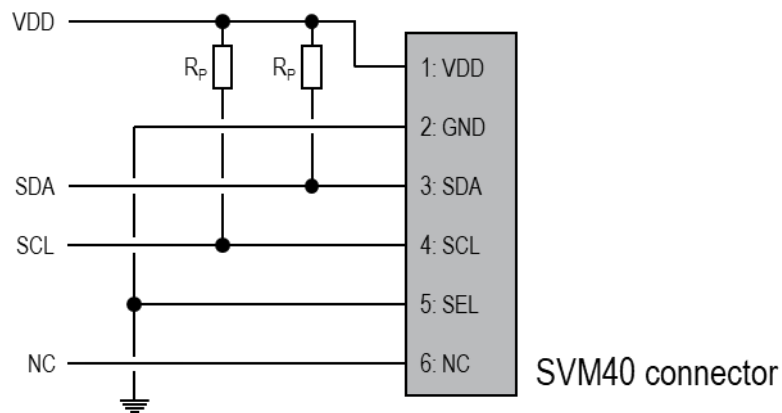 VDD
Rₚ Rₚ
1: VDD
2: GND
SDA
3: SDA
SCL
4: SCL
5: SEL
NC
6: NC
SVM40 connector